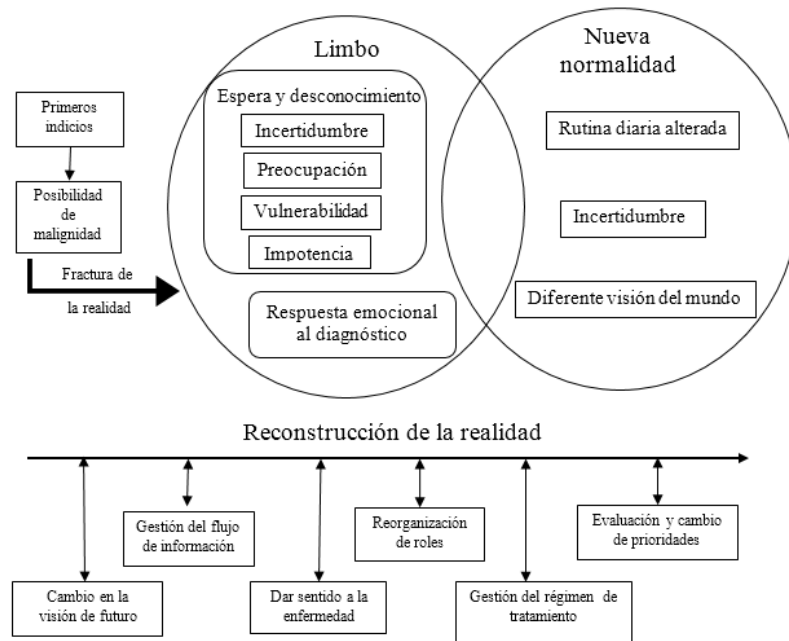 Limbo
Nueva
normalidad
Primeros
indicios
Posibilidad
de
malignidad
Fractura de
la realidad
Espera y desconocimiento
Incertidumbre
Preocupación
Vulnerabilidad
Impotencia
Respuesta emocional
al diagnóstico
Rutina diaria alterada
Incertidumbre
Diferente visión del mundo
Reconstrucción de la realidad
Cambio en la
visión de futuro
Gestión del flujo
de información
Dar sentido a la
enfermedad
Reorganización
de roles
Gestión del régimen de
tratamiento
Evaluación y cambio
de prioridades